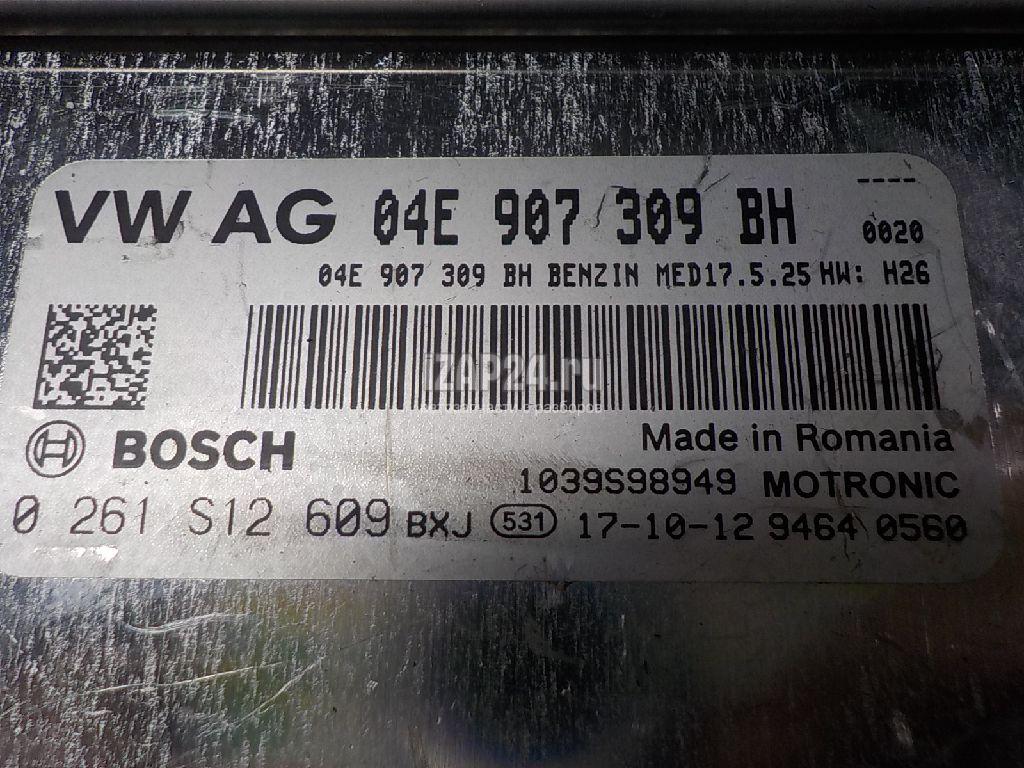 ----
VW AG 04E 907 309 BH 0020
04E 907 309 BH BENZIN MED17.5.25 HW: H26
iZAP24.ru
BOSCH Made in Romania
1039S98949 MOTRONIC
0 261 S12 609 BXJ 531 17-10-12 9464 0560